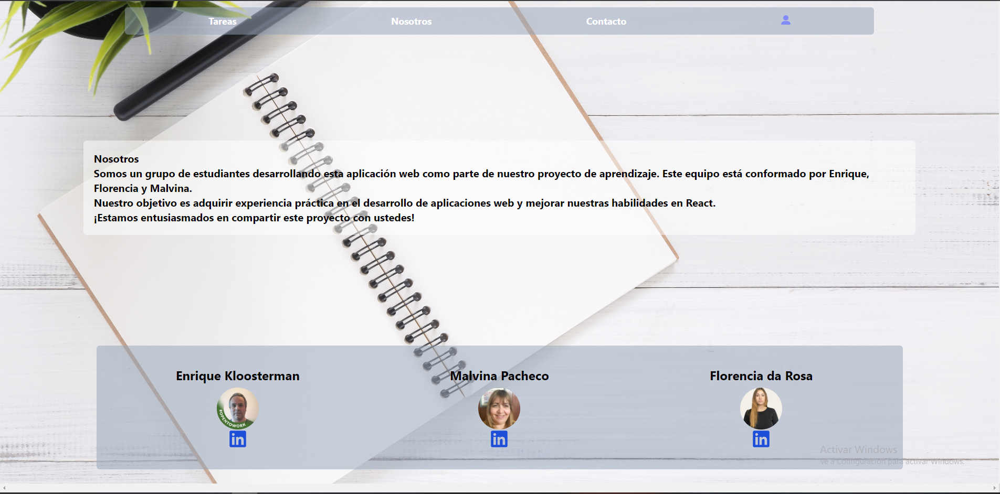 Tareas Nosotros Contacto
Nosotros
Somos un grupo de estudiantes desarrollando esta aplicación web como parte de nuestro proyecto de aprendizaje. Este equipo está conformado por Enrique,
Florencia y Malvina.
Nuestro objetivo es adquirir experiencia práctica en el desarrollo de aplicaciones web y mejorar nuestras habilidades en React.
¡Estamos entusiasmados en compartir este proyecto con ustedes!
Enrique Kloosterman Malvina Pacheco Florencia da Rosa
#OPENTOWORK
in in in
Activar Windows
Ve a Configuración para activar Windows.